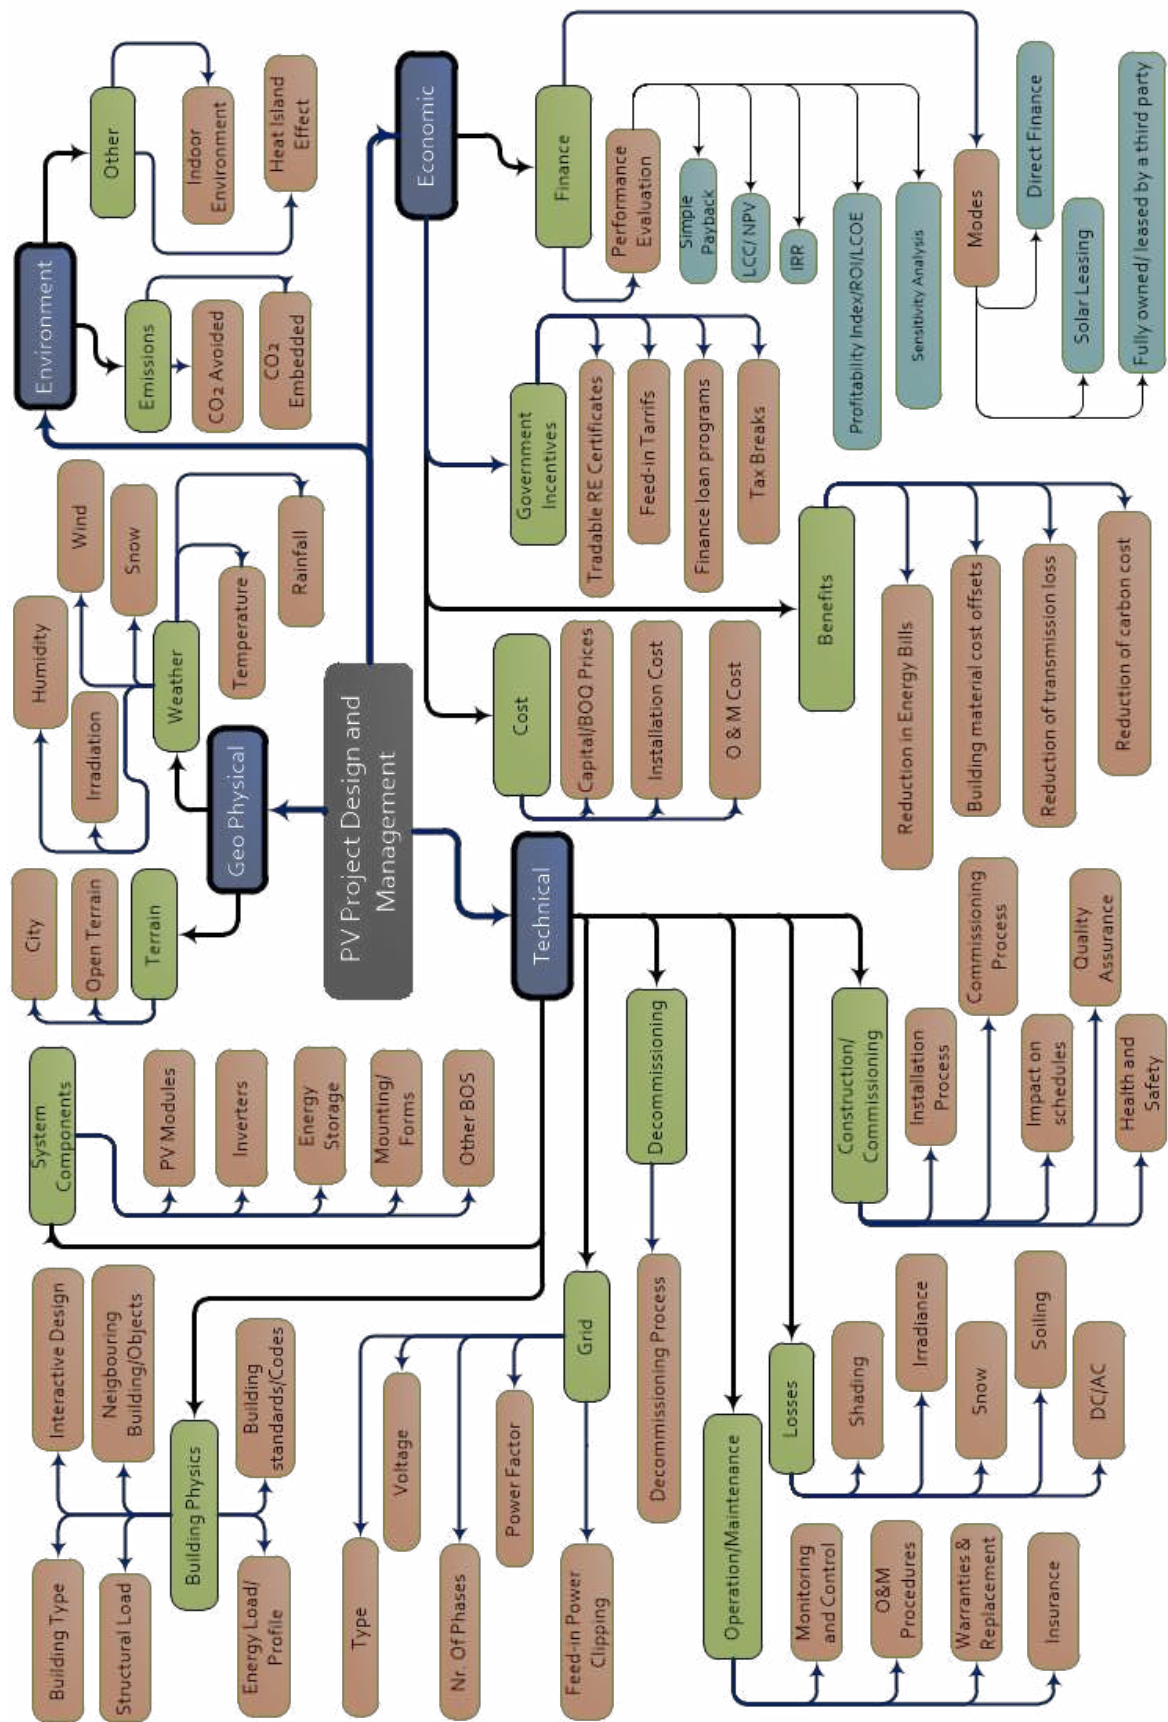 PV Project Design and
Management
Environment
Other
Indoor
Environment
Heat Island
Effect
Emissions
CO2 Avoided
CO2
Embedded
Economic
Finance
Performance
Evaluation
Simple
Payback
LCC/ NPV
IRR
Profitability Index/ROI/LCOE
Sensitivity Analysis
Modes
Direct Finance
Solar Leasing
Fully owned/ leased by a third party
Government
Incentives
Tradable RE Certificates
Feed-in Tarrifs
Finance loan programs
Tax Breaks
Benefits
Reduction in Energy Bills
Building material cost offsets
Reduction of transmission loss
Reduction of carbon cost
Cost
Capital/BOQ Prices
Installation Cost
O & M Cost
Geo Physical
Weather
Humidity
Wind
Irradiation
Snow
Temperature
Rainfall
Terrain
City
Open Terrain
Technical
System
Components
PV Modules
Inverters
Energy
Storage
Mounting/
Forms
Other BOS
Building Physics
Interactive Design
Neigbouring
Building/Objects
Building
standards/Codes
Building Type
Structural Load
Energy Load/
Profile
Grid
Type
Voltage
Nr. Of Phases
Power Factor
Feed-in Power
Clipping
Decommissioning
Decommissioning Process
Operation/Maintenance
Monitoring
and Control
O&M
Procedures
Warranties &
Replacement
Insurance
Losses
Shading
Irradiance
Snow
Soiling
DC/AC
Construction/
Commissioning
Installation
Process
Commissioning
Process
Impact on
schedules
Quality
Assurance
Health and
Safety